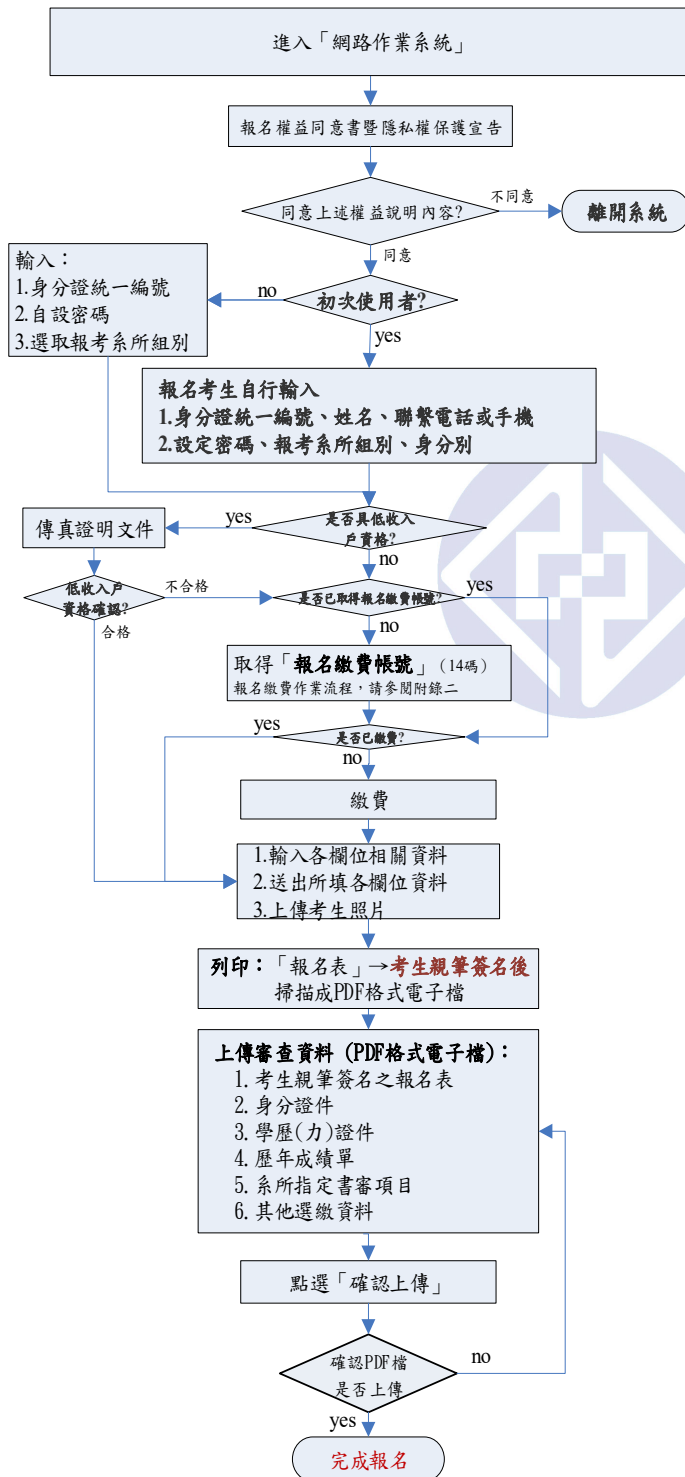 進入「網路作業系統」
報名權益同意書暨隱私權保護宣告
同意上述權益說明內容?
不同意
離開系統
同意
初次使用者?
no
輸入：
1.身分證統一編號
2.自設密碼
3.選取報考系所組別
yes
報名考生自行輸入
1.身分證統一編號、姓名、聯繫電話或手機
2.設定密碼、報考系所組別、身分別
是否具低收入
戶資格?
yes
傳真證明文件
no
低收入戶
資格確認?
不合格
合格
是否已取得報名繳費帳號?
yes
no
取得「報名繳費帳號」（14碼）
報名繳費作業流程，請參閱附錄二
是否已繳費?
yes
no
繳費
1.輸入各欄位相關資料
2.送出所填各欄位資料
3.上傳考生照片
列印：「報名表」→考生親筆簽名後
掃描成PDF格式電子檔
上傳審查資料 (PDF格式電子檔)：
1. 考生親筆簽名之報名表
2. 身分證件
3. 學歷(力)證件
4. 歷年成績單
5. 系所指定書審項目
6. 其他選繳資料
點選「確認上傳」
確認PDF檔
是否上傳
no
yes
完成報名